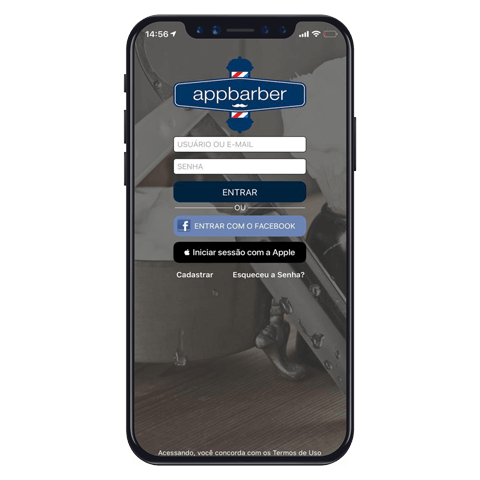 14:56
appbarber
USUÁRIO OU E-MAIL
SENHA
ENTRAR
OU
f ENTRAR COM O FACEBOOK
Iniciar sessão com a Apple
Cadastrar Esqueceu a Senha?
Acessando, você concorda com os Termos de Uso